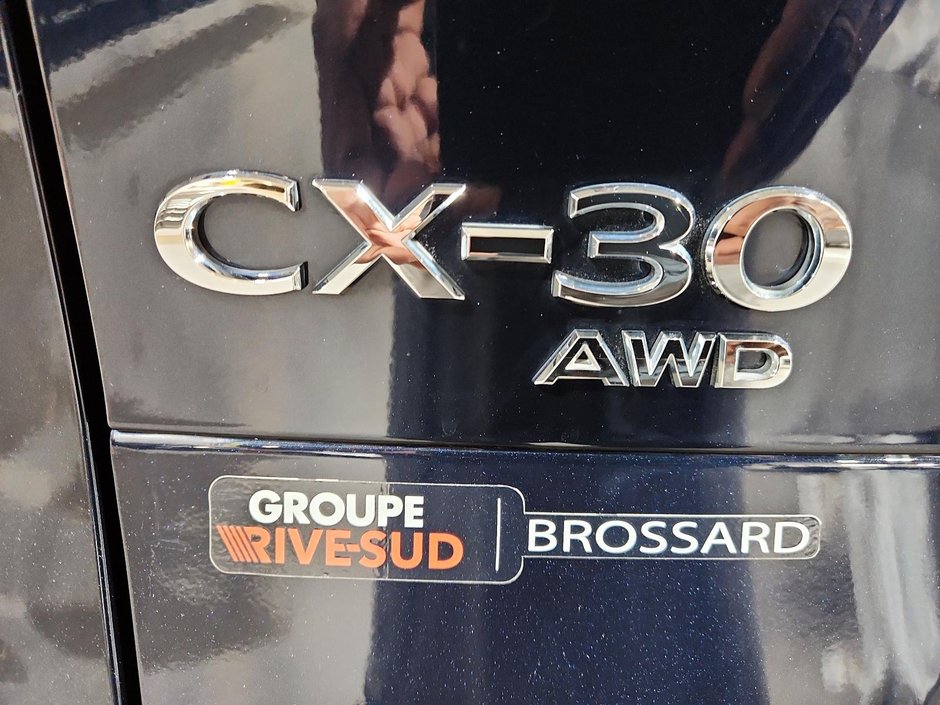 CX-30
AWD
GROUPE
RIVE-SUD
BROSSARD